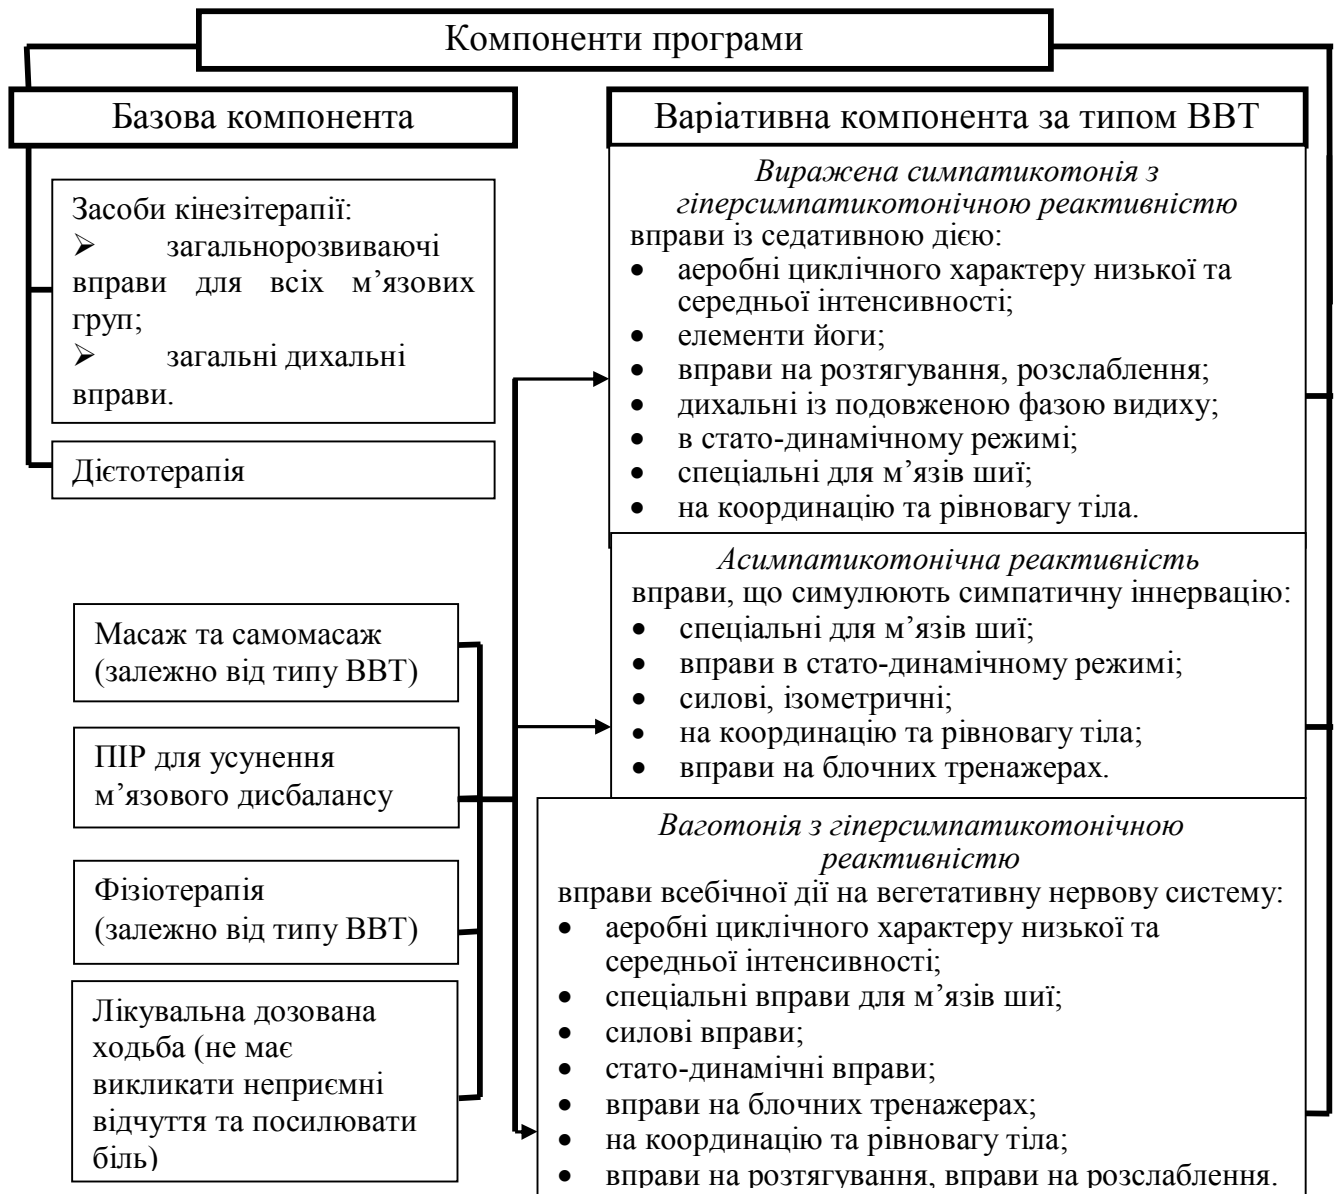 Компоненти програми
Базова компонента
Засоби кінезітерапії:
➢ загальнорозвиваючі
вправи для всіх м’язових
груп;
➢ загальні дихальні
вправи.
Дієтотерапія
Масаж та самомасаж
(залежно від типу ВВТ)
ПІР для усунення
м’язового дисбалансу
Фізіотерапія
(залежно від типу ВВТ)
Лікувальна дозована
ходьба (не має
викликати неприємні
відчуття та посилювати
біль)
Варіативна компонента за типом ВВТ
Виражена симпатикотонія з
гіперсимпатикотонічною реактивністю
вправи із седативною дією:
• аеробні циклічного характеру низької та
середньої інтенсивності;
• елементи йоги;
• вправи на розтягування, розслаблення;
• дихальні із подовженою фазою видиху;
• в стато-динамічному режимі;
• спеціальні для м’язів шиї;
• на координацію та рівновагу тіла.
Асимпатикотонічна реактивність
вправи, що симулюють симпатичну іннервацію:
• спеціальні для м’язів шиї;
• вправи в стато-динамічному режимі;
• силові, ізометричні;
• на координацію та рівновагу тіла;
• вправи на блочних тренажерах.
Ваготонія з гіперсимпатикотонічною
реактивністю
вправи всебічної дії на вегетативну нервову систему:
• аеробні циклічного характеру низької та
середньої інтенсивності;
• спеціальні вправи для м’язів шиї;
• силові вправи;
• стато-динамічні вправи;
• вправи на блочних тренажерах;
• на координацію та рівновагу тіла;
• вправи на розтягування, вправи на розслаблення.